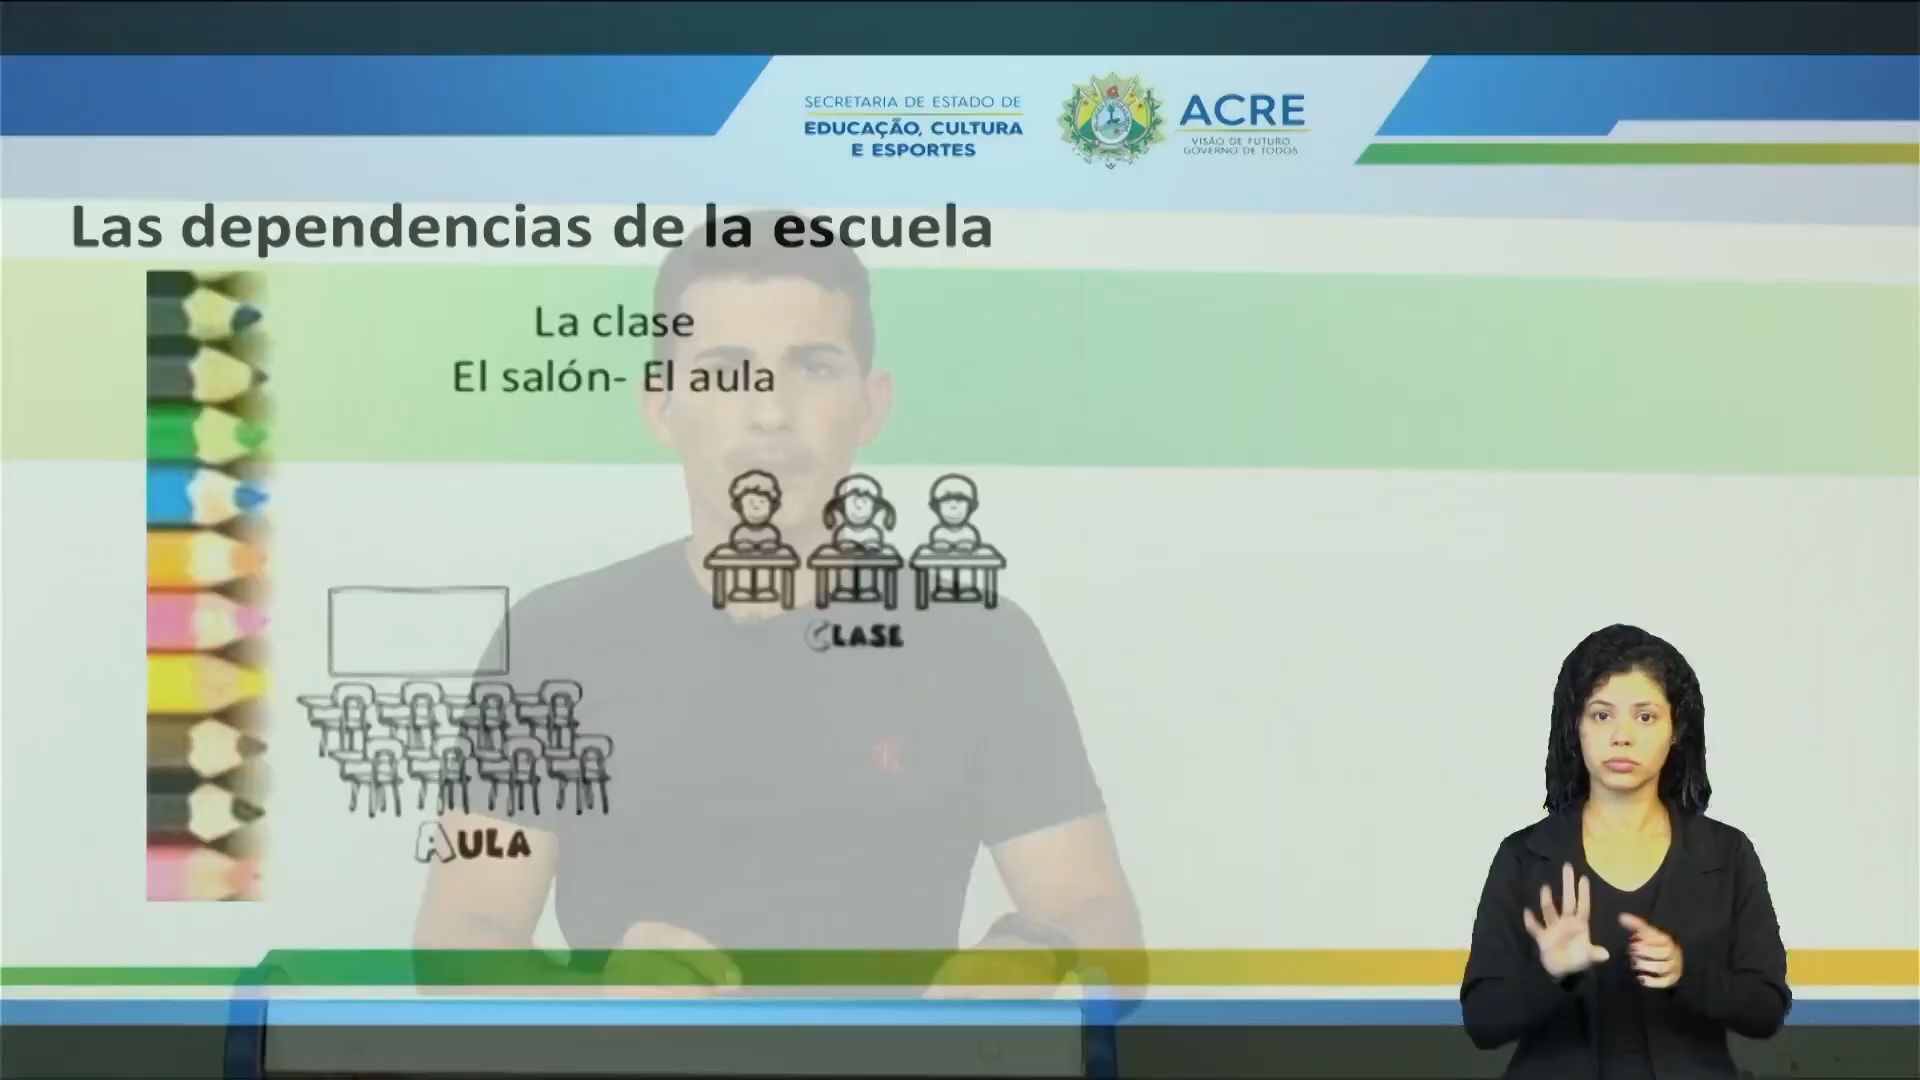 SECRETARIA DE ESTADO DE
EDUCAÇÃO, CULTURA
E ESPORTES
ACRE
VISÃO DE FUTURO,
GOVERNO DE TODOS
Las dependencias de la escuela
La clase
El salón- El aula
CLASE
AULA